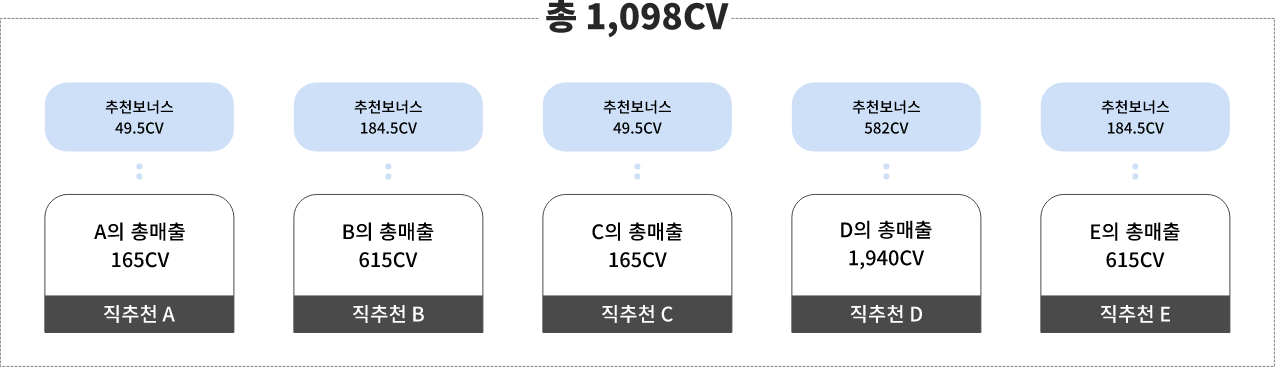 총 1,098CV
추천보너스
49.5CV
추천보너스
184.5CV
추천보너스
49.5CV
추천보너스
582CV
추천보너스
184.5CV
A의 총매출
165CV
B의 총매출
615CV
C의 총매출
165CV
D의 총매출
1,940CV
E의 총매출
615CV
직추천 A
직추천 B
직추천 C
직추천 D
직추천 E